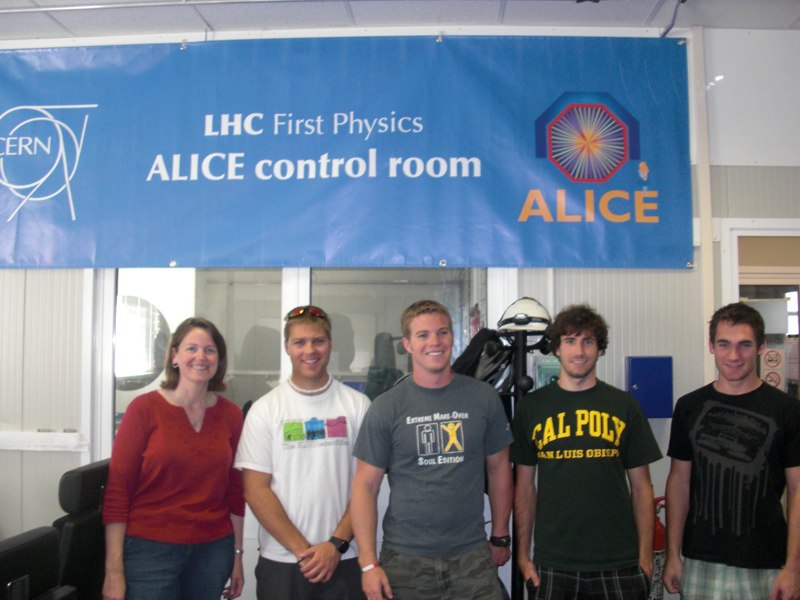 CERN
LHC First Physics
ALICE control room
ALICE
EXTREME MAKE-OVER
SOUL EDITION
CAL POLY
SAN LUIS OBISPO